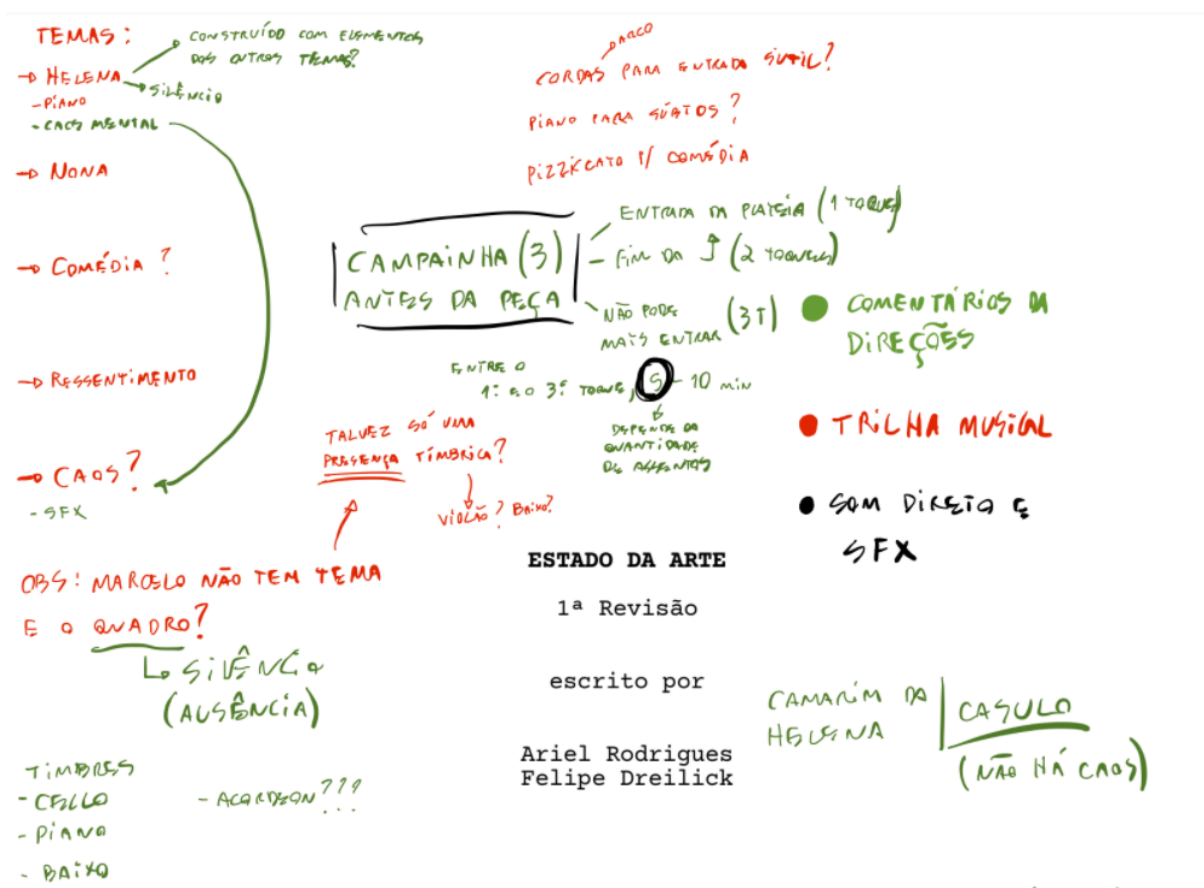 TEMAS:
→ HELENA
- PIANO
- CAOS MENTAL
CONSTRUÍDO COM ELEMENTOS
DOS OUTROS TEMAS?
SILÊNCIO
→ NONA
→ COMÉDIA?
→ RESSENTIMENTO
→ CAOS?
- SFX
OBS: MARCELO NÃO TEM TEMA
E O QUADRO?
SILÊNCIO
(AUSÊNCIA)
TALVEZ SÓ UMA
PRESENÇA TÍMBRICA?
VIOLÃO? BAIXO?
TIMBRES
- CELLO
- PIANO
- BAIXO
- ACORDEON???...
ARCO
CORDAS PARA ENTRADA SUTIL?
PIANO PARA SÚBTOS?
PIZZICATO P/ COMÉDIA
CAMPAINHA (3)
ANTES DA PEÇA
ENTRADA DA PLATEIA (1 TOQUE)
- FIM DA ↑ (2 TOQUES)
NÃO PODE
MAIS ENTRAR (3T)
ENTRE O
1º E O 3º TOQUE, 5 - 10 min
DEPENDE DA
QUANTIDADE
DE ASSENTOS
COMENTÁRIOS DA
DIREÇÕES
TRILHA MUSICAL
SOM DIRETO E
SFX
ESTADO DA ARTE
1ª Revisão
escrito por
Ariel Rodrigues
Felipe Dreilick
CAMARIM DA
HELENA
CASULO
(NÃO HÁ CAOS)